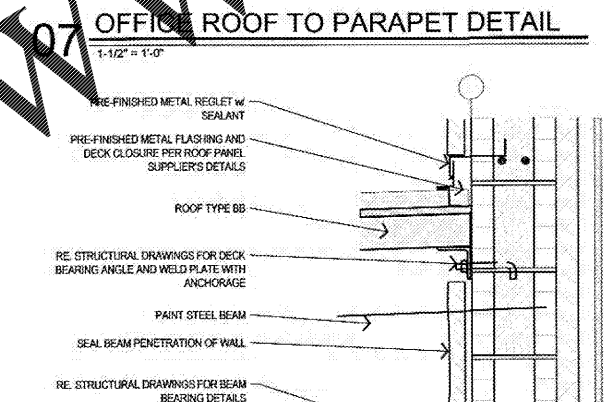 07 OFFICE ROOF TO PARAPET DETAIL
1-1/2" = 1'-0"
PRE-FINISHED METAL REGLET w/
SEALANT
PRE-FINISHED METAL FLASHING AND
DECK CLOSURE PER ROOF PANEL
SUPPLIER'S DETAILS
ROOF TYPE BB
RE. STRUCTURAL DRAWINGS FOR DECK
BEARING ANGLE AND WELD PLATE WITH
ANCHORAGE
PAINT STEEL BEAM
SEAL BEAM PENETRATION OF WALL
RE. STRUCTURAL DRAWINGS FOR BEAM
BEARING DETAILS